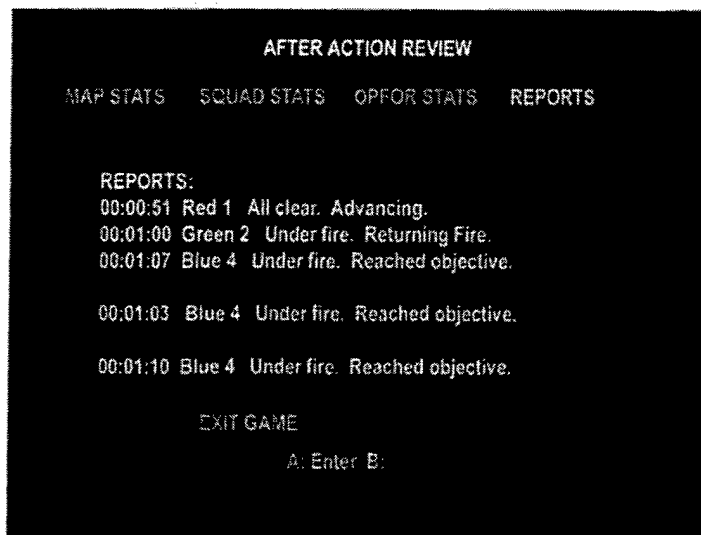 AFTER ACTION REVIEW
MAP STATS SQUAD STATS OPFOR STATS REPORTS
REPORTS:
00:00:51 Red 1 All clear. Advancing.
00:01:00 Green 2 Under fire. Returning Fire.
00:01:07 Blue 4 Under fire. Reached objective.
00:01:03 Blue 4 Under fire. Reached objective.
00:01:10 Blue 4 Under fire. Reached objective.
EXIT GAME
A: Enter B: